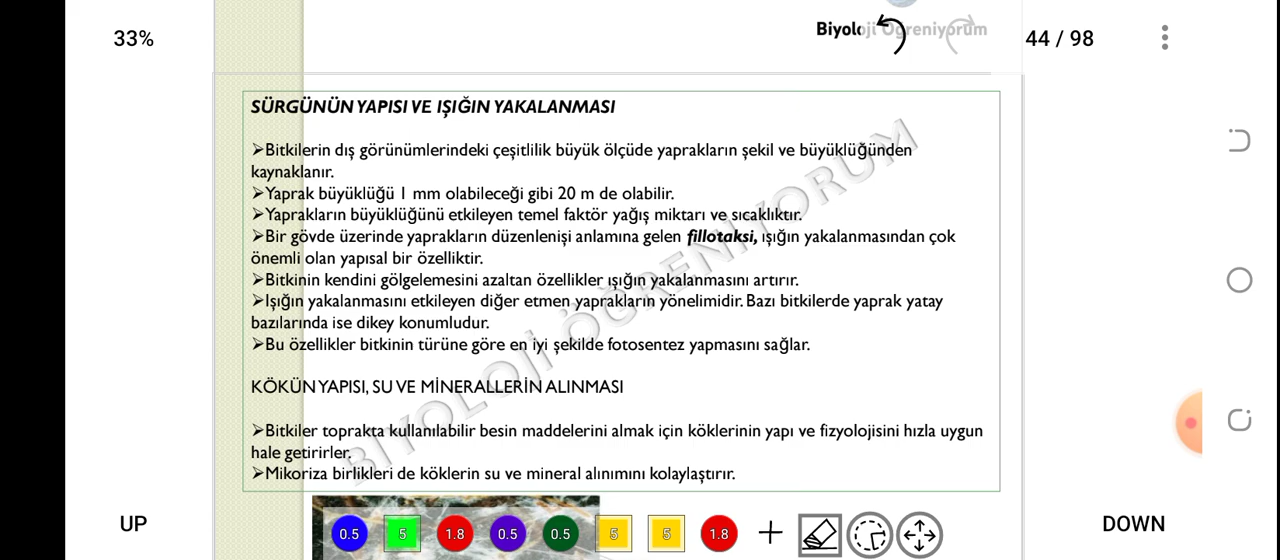 33%
Biyoloji Öğreniyorum
44 / 98
SÜRGÜNÜN YAPISI VE IŞIĞIN YAKALANMASI
➢Bitkilerin dış görünümlerindeki çeşitlilik büyük ölçüde yaprakların şekil ve büyüklüğünden
kaynaklanır.
➢Yaprak büyüklüğü 1 mm olabileceği gibi 20 m de olabilir.
➢Yaprakların büyüklüğünü etkileyen temel faktör yağış miktarı ve sıcaklıktır.
➢Bir gövde üzerinde yaprakların düzenlenişi anlamına gelen fillotaksi, ışığın yakalanmasından çok
önemli olan yapısal bir özelliktir.
➢Bitkinin kendini gölgelemesini azaltan özellikler ışığın yakalanmasını artırır.
➢Işığın yakalanmasını etkileyen diğer etmen yaprakların yönelimidir. Bazı bitkilerde yaprak yatay
bazılarında ise dikey konumludur.
➢Bu özellikler bitkinin türüne göre en iyi şekilde fotosentez yapmasını sağlar.
KÖKÜN YAPISI, SU VE MİNERALLERİN ALINMASI
➢Bitkiler toprakta kullanılabilir besin maddelerini almak için köklerinin yapı ve fizyolojisini hızla uygun
hale getirirler.
➢Mikoriza birlikleri de köklerin su ve mineral alınımını kolaylaştırır.
BİYOLOJİ ÖĞRENİYORUM
UP
0.5 5 1.8 0.5 0.5 5 5 1.8
DOWN